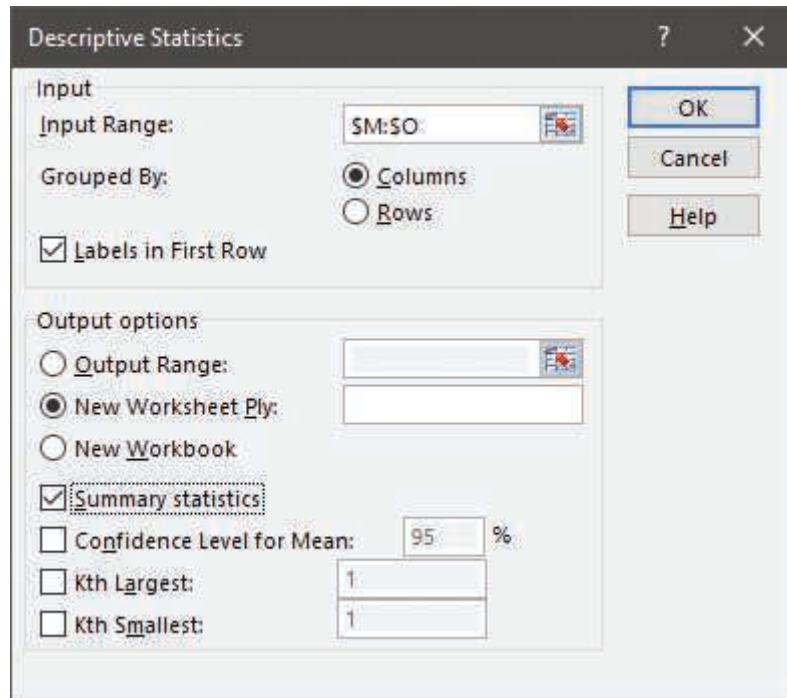 Descriptive Statistics ? ×
Input
Input Range: $M:$O
Grouped By: Columns
Rows
Labels in First Row
OK
Cancel
Help
Output options
Output Range:
New Worksheet Ply:
New Workbook
Summary statistics
Confidence Level for Mean: 95 %
Kth Largest: 1
Kth Smallest: 1